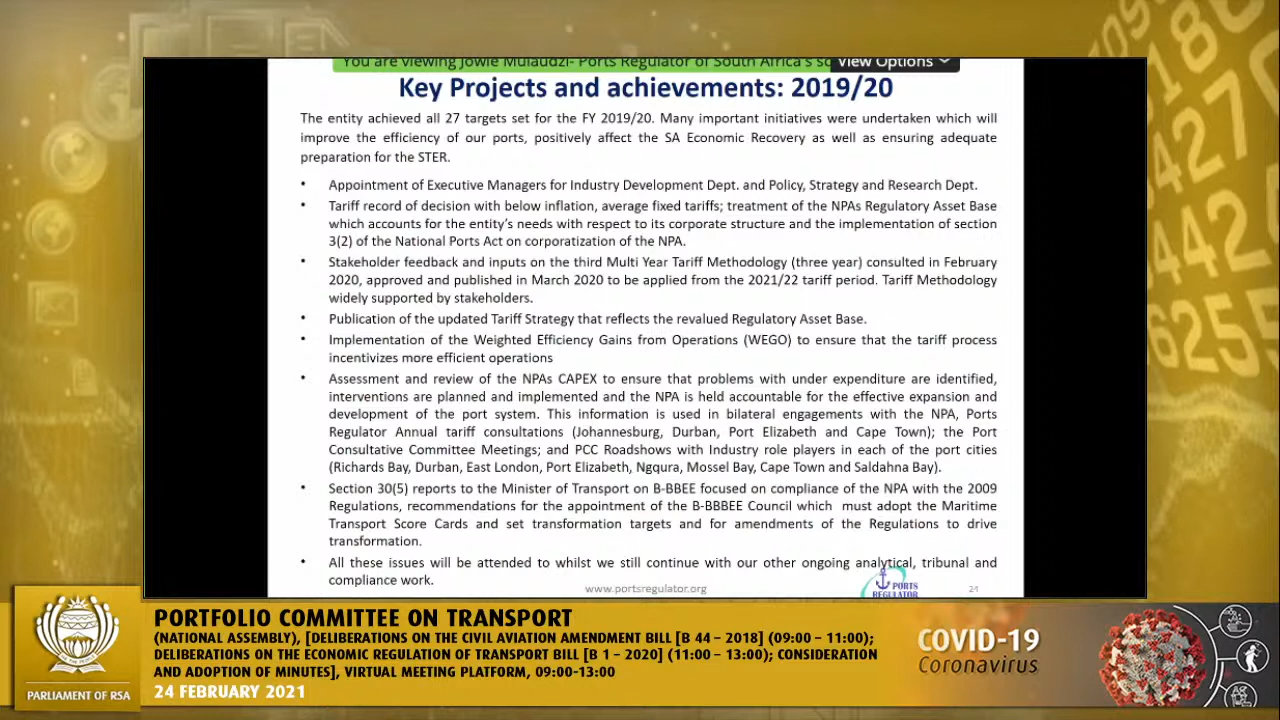 You are viewing Jowie Mulaudzi- Ports Regulator of South Africa's sc
View Options
Key Projects and achievements: 2019/20
The entity achieved all 27 targets set for the FY 2019/20. Many important initiatives were undertaken which will
improve the efficiency of our ports, positively affect the SA Economic Recovery as well as ensuring adequate
preparation for the STER.
• Appointment of Executive Managers for Industry Development Dept. and Policy, Strategy and Research Dept.
• Tariff record of decision with below inflation, average fixed tariffs; treatment of the NPAs Regulatory Asset Base
which accounts for the entity's needs with respect to its corporate structure and the implementation of section
3(2) of the National Ports Act on corporatization of the NPA.
• Stakeholder feedback and inputs on the third Multi Year Tariff Methodology (three year) consulted in February
2020, approved and published in March 2020 to be applied from the 2021/22 tariff period. Tariff Methodology
widely supported by stakeholders.
• Publication of the updated Tariff Strategy that reflects the revalued Regulatory Asset Base.
• Implementation of the Weighted Efficiency Gains from Operations (WEGO) to ensure that the tariff process
incentivizes more efficient operations
• Assessment and review of the NPAs CAPEX to ensure that problems with under expenditure are identified,
interventions are planned and implemented and the NPA is held accountable for the effective expansion and
development of the port system. This information is used in bilateral engagements with the NPA, Ports
Regulator Annual tariff consultations (Johannesburg, Durban, Port Elizabeth and Cape Town); the Port
Consultative Committee Meetings; and PCC Roadshows with Industry role players in each of the port cities
(Richards Bay, Durban, East London, Port Elizabeth, Ngqura, Mossel Bay, Cape Town and Saldahna Bay).
• Section 30(5) reports to the Minister of Transport on B-BBEE focused on compliance of the NPA with the 2009
Regulations, recommendations for the appointment of the B-BBBEE Council which must adopt the Maritime
Transport Score Cards and set transformation targets and for amendments of the Regulations to drive
transformation.
• All these issues will be attended to whilst we still continue with our other ongoing analytical, tribunal and
compliance work.
www.portsregulator.org
PORTS
REGULATOR
21
PORTFOLIO COMMITTEE ON TRANSPORT
(NATIONAL ASSEMBLY), [DELIBERATIONS ON THE CIVIL AVIATION AMENDMENT BILL [B 44 – 2018] (09:00 – 11:00);
DELIBERATIONS ON THE ECONOMIC REGULATION OF TRANSPORT BILL [B 1 – 2020] (11:00 – 13:00); CONSIDERATION
AND ADOPTION OF MINUTES], VIRTUAL MEETING PLATFORM, 09:00-13:00
24 FEBRUARY 2021
PARLIAMENT OF RSA
COVID-19
Coronavirus